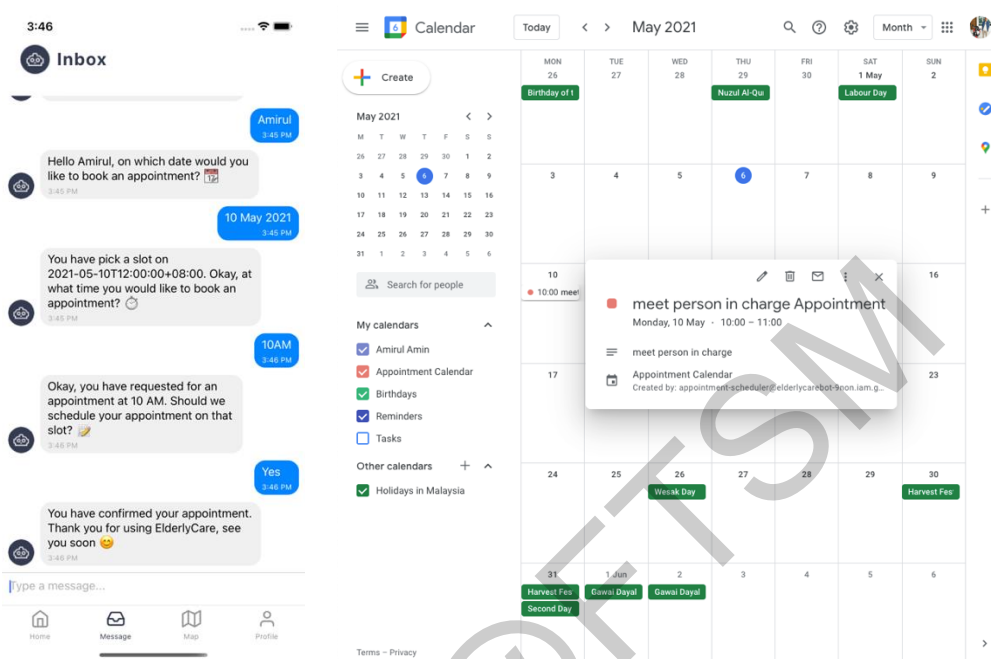 3:46
Inbox
Amirul
3:45 PM
Hello Amirul, on which date would you
like to book an appointment? 📅
3:45 PM
10 May 2021
3:45 PM
You have pick a slot on
2021-05-10T12:00:00+08:00. Okay, at
what time you would like to book an
appointment? ⏱
3:45 PM
10AM
3:46 PM
Okay, you have requested for an
appointment at 10 AM. Should we
schedule your appointment on that
slot? 📝
3:46 PM
Yes
3:46 PM
You have confirmed your appointment.
Thank you for using ElderlyCare, see
you soon 😊
3:46 PM
Type a message...
Home Message Map Profile
6 Calendar Today < > May 2021 Month
Create
May 2021 < >
M T W T F S S
26 27 28 29 30 1 2
3 4 5 6 7 8 9
10 11 12 13 14 15 16
17 18 19 20 21 22 23
24 25 26 27 28 29 30
31 1 2 3 4 5 6
Search for people
My calendars
Amirul Amin
Appointment Calendar
Birthdays
Reminders
Tasks
Other calendars
Holidays in Malaysia
Terms – Privacy
MON TUE WED THU FRI SAT SUN
26 27 28 29 30 1 May 2
Birthday of t Nuzul Al-Qu Labour Day
3 4 5 6 7 8 9
10 16
10:00 meet
meet person in charge Appointment
Monday, 10 May · 10:00 – 11:00
meet person in charge
Appointment Calendar
Created by: appointment-scheduler@elderlycarebot-9non.iam.g...
17 23
24 25 26 27 28 29 30
Wesak Day Harvest Fes
31 1 Jun 2 3 4 5 6
Harvest Fes Gawai Dayal Gawai Dayal
Second Day
@FTSM